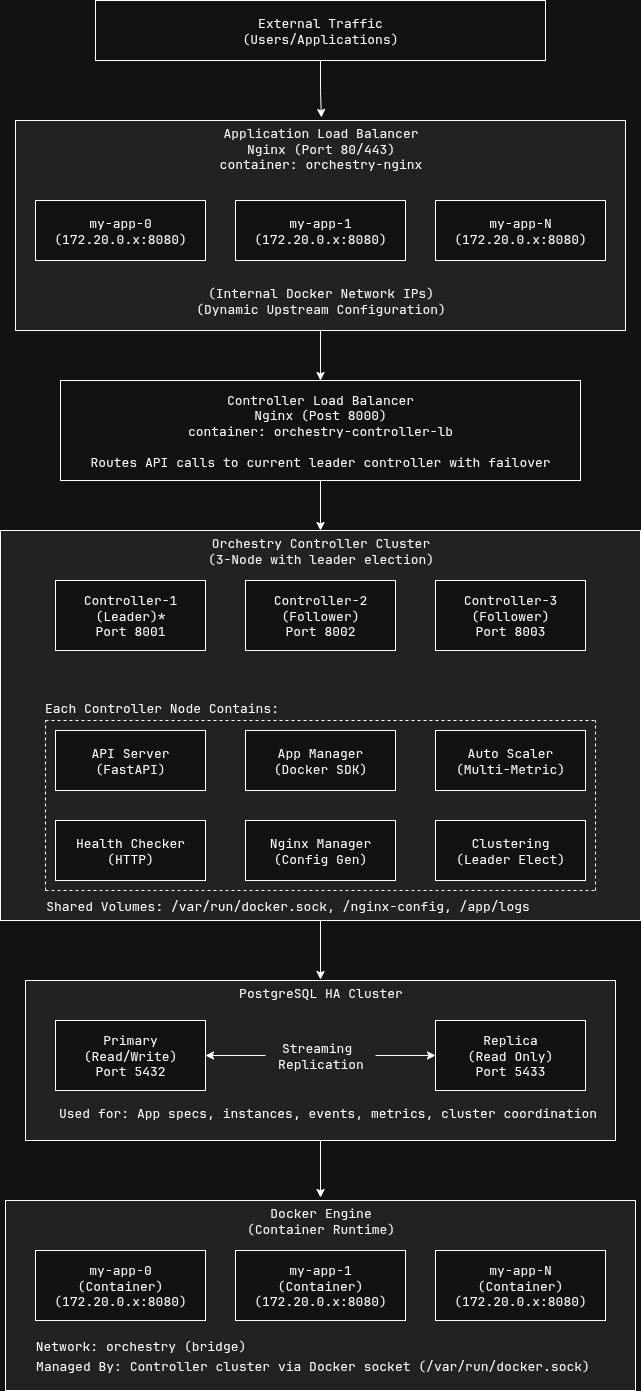 External Traffic
(Users/Applications)
Application Load Balancer
Nginx (Port 80/443)
container: orchestry-nginx
my-app-0
(172.20.0.x:8080)
my-app-1
(172.20.0.x:8080)
my-app-N
(172.20.0.x:8080)
(Internal Docker Network IPs)
(Dynamic Upstream Configuration)
Controller Load Balancer
Nginx (Post 8000)
container: orchestry-controller-lb
Routes API calls to current leader controller with failover
Orchestry Controller Cluster
(3-Node with leader election)
Controller-1
(Leader)*
Port 8001
Controller-2
(Follower)
Port 8002
Controller-3
(Follower)
Port 8003
Each Controller Node Contains:
API Server
(FastAPI)
App Manager
(Docker SDK)
Auto Scaler
(Multi-Metric)
Health Checker
(HTTP)
Nginx Manager
(Config Gen)
Clustering
(Leader Elect)
Shared Volumes: /var/run/docker.sock, /nginx-config, /app/logs
PostgreSQL HA Cluster
Primary
(Read/Write)
Port 5432
Streaming
Replication
Replica
(Read Only)
Port 5433
Used for: App specs, instances, events, metrics, cluster coordination
Docker Engine
(Container Runtime)
my-app-0
(Container)
(172.20.0.x:8080)
my-app-1
(Container)
(172.20.0.x:8080)
my-app-N
(Container)
(172.20.0.x:8080)
Network: orchestry (bridge)
Managed By: Controller cluster via Docker socket (/var/run/docker.sock)